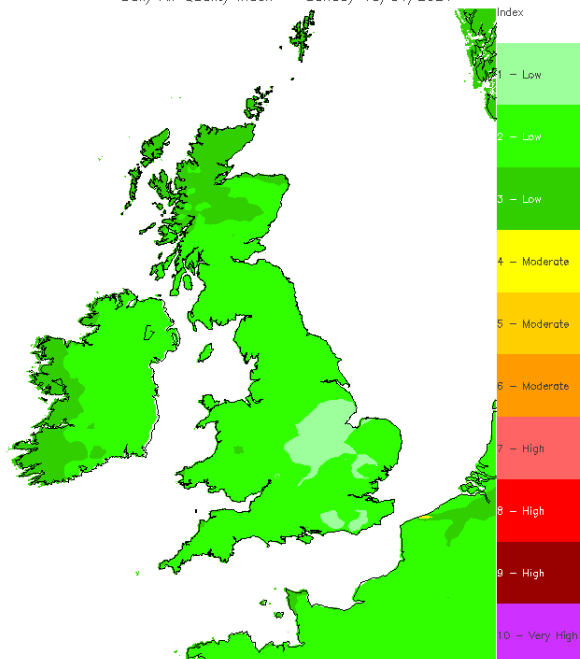 Index
1 – Low
2 – Low
3 – Low
4 – Moderate
5 – Moderate
6 – Moderate
7 – High
8 – High
9 – High
10 – Very High